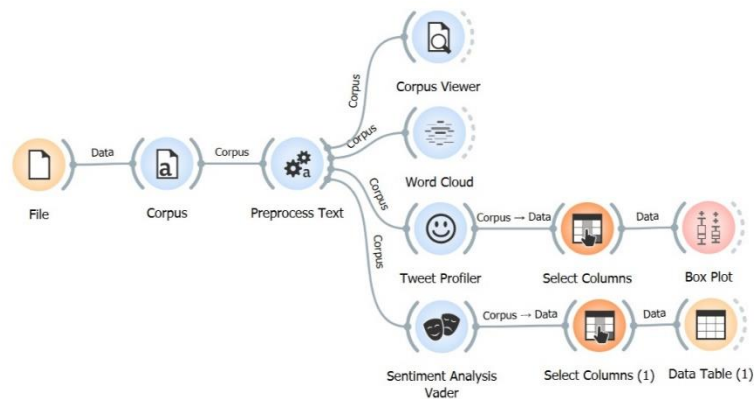 Corpus
Corpus Viewer
Corpus
Word Cloud
Data
Corpus
a
a
File
Corpus
Preprocess Text
Corpus
Corpus → Data
Data
Tweet Profiler
Select Columns
Box Plot
Corpus
Corpus → Data
Data
Sentiment Analysis
Vader
Select Columns (1)
Data Table (1)